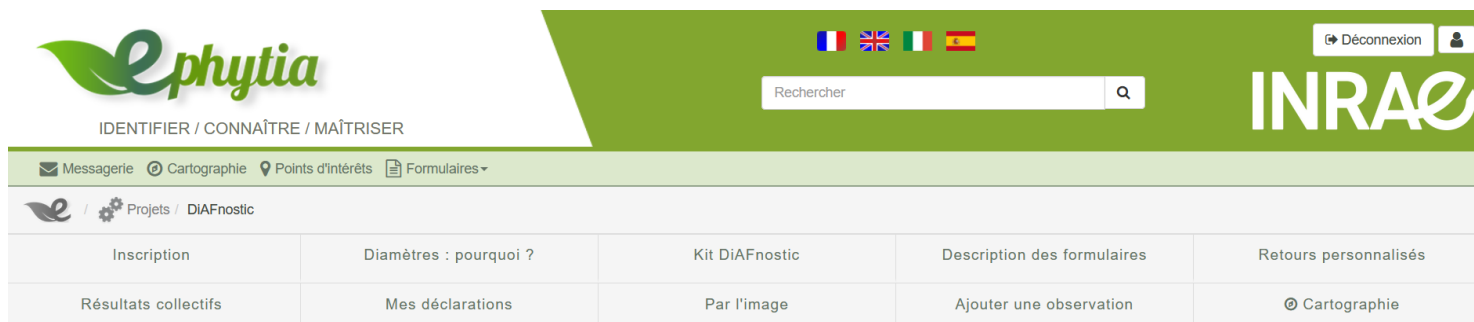 ephytia
IDENTIFIER / CONNAÎTRE / MAÎTRISER
Rechercher
Déconnexion
INRAE
Messagerie Cartographie Points d'intérêts Formulaires
/ Projets / DiAFnostic
Inscription Diamètres : pourquoi ? Kit DiAFnostic Description des formulaires Retours personnalisés
Résultats collectifs Mes déclarations Par l'image Ajouter une observation Cartographie